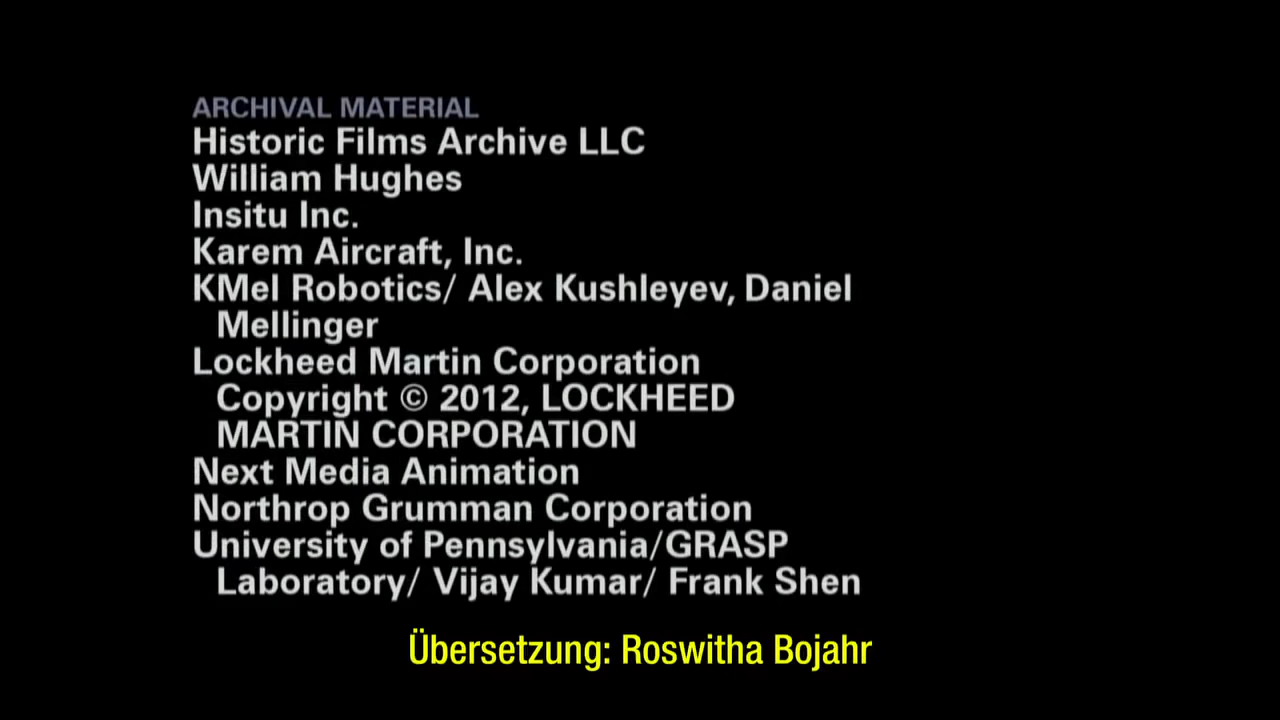 ARCHIVAL MATERIAL
Historic Films Archive LLC
William Hughes
Insitu Inc.
Karem Aircraft, Inc.
KMel Robotics/ Alex Kushleyev, Daniel
Mellinger
Lockheed Martin Corporation
Copyright © 2012, LOCKHEED
MARTIN CORPORATION
Next Media Animation
Northrop Grumman Corporation
University of Pennsylvania/GRASP
Laboratory/ Vijay Kumar/ Frank Shen
Übersetzung: Roswitha Bojahr